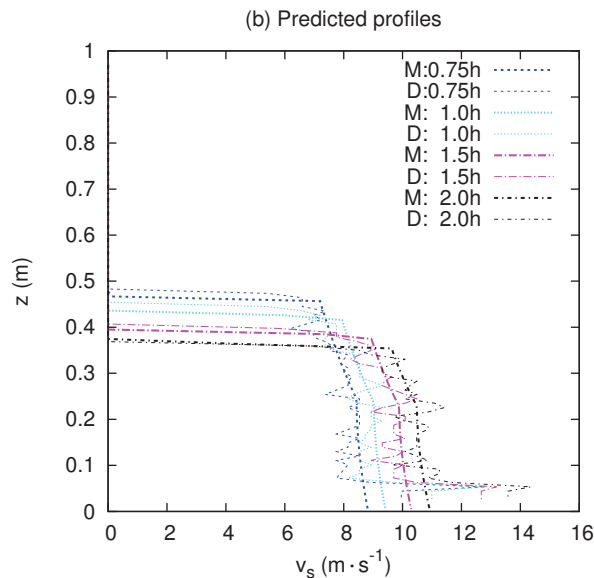 (b) Predicted profiles
1
0.9
0.8
0.7
0.6
0.5
0.4
0.3
0.2
0.1
0
z (m)
M:0.75h
D:0.75h
M: 1.0h
D: 1.0h
M: 1.5h
D: 1.5h
M: 2.0h
D: 2.0h
0 2 4 6 8 10 12 14 16
v_s (m·s⁻¹)